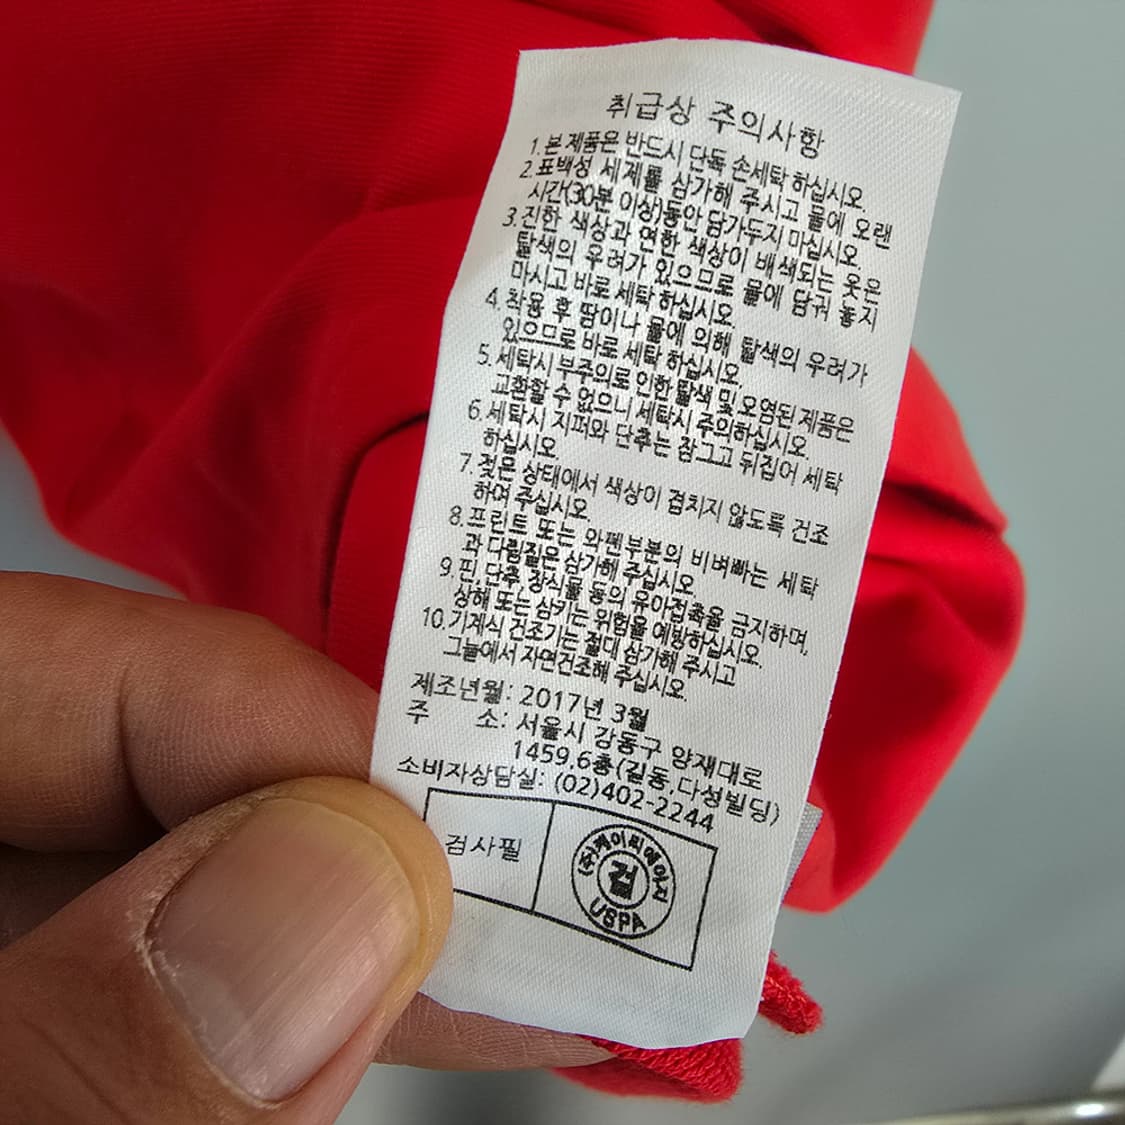 취급상 주의사항
1. 본 제품은 반드시 단독 손세탁 하십시오.
2. 표백성 세제를 삼가해 주시고 물에 오랜
시간(30분 이상)동안 담가두지 마십시오.
3. 진한 색상과 연한 색상이 배색되는 옷은
탈색의 우려가 있으므로 물에 담궈 놓지
마시고 바로 세탁 하십시오.
4. 착용 후 땀이나 물에 의해 탈색의 우려가
있으므로 바로 세탁 하십시오.
5. 세탁시 부주의로 인한 탈색 및 오염된 제품은
교환할 수 없으니 세탁시 주의하십시오.
6. 세탁시 지퍼와 단추는 잠그고 뒤집어 세탁
하십시오
7. 젖은 상태에서 색상이 겹치지 않도록 건조
하여 주십시오.
8. 프린트 또는 와펜부분의 비벼빠는 세탁
과 다림질은 삼가해 주십시오.
9. 핀, 단추, 장식물 등의 유아접촉을 금지하며,
상해 또는 삼키는 위험을 예방하십시오.
10. 기계식 건조기는 절대 삼가해 주시고
그늘에서 자연건조해 주십시오.
제조년월: 2017년 3월
주 소: 서울시 강동구 양재대로
1459,6층(길동,다성빌딩)
소비자상담실: (02)402-2244
검사필
(주)케이티에아지
검
USPA